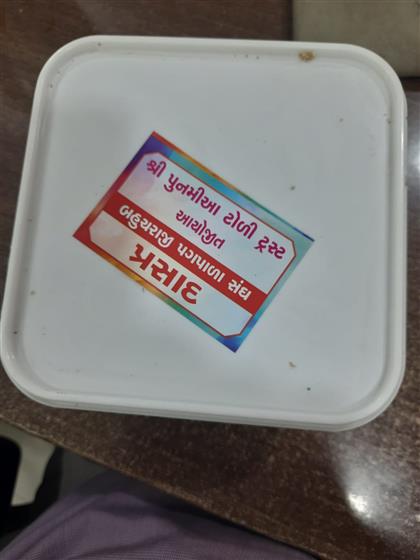 શ્રી પુનમીઆ ટોળી ટ્રસ્ટ
આયોજીત
બહુચરાજી પગપાળા સંઘ
પ્રસાદ